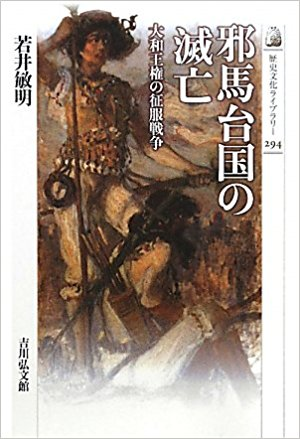 邪馬台国の
滅亡
大和王権の征服戦争
若井敏明
歴史文化ライブラリー
294
吉川弘文館